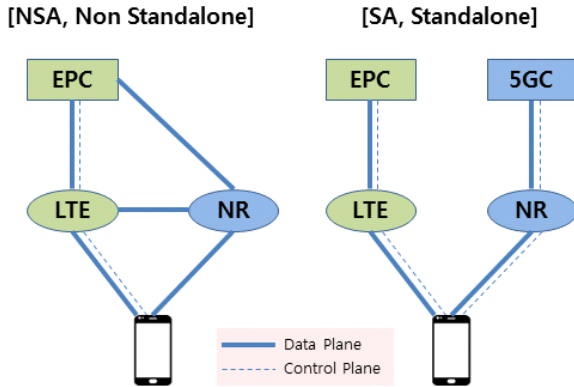 [NSA, Non Standalone]
[SA, Standalone]
EPC
EPC
5GC
LTE
NR
LTE
NR
Data Plane
Control Plane